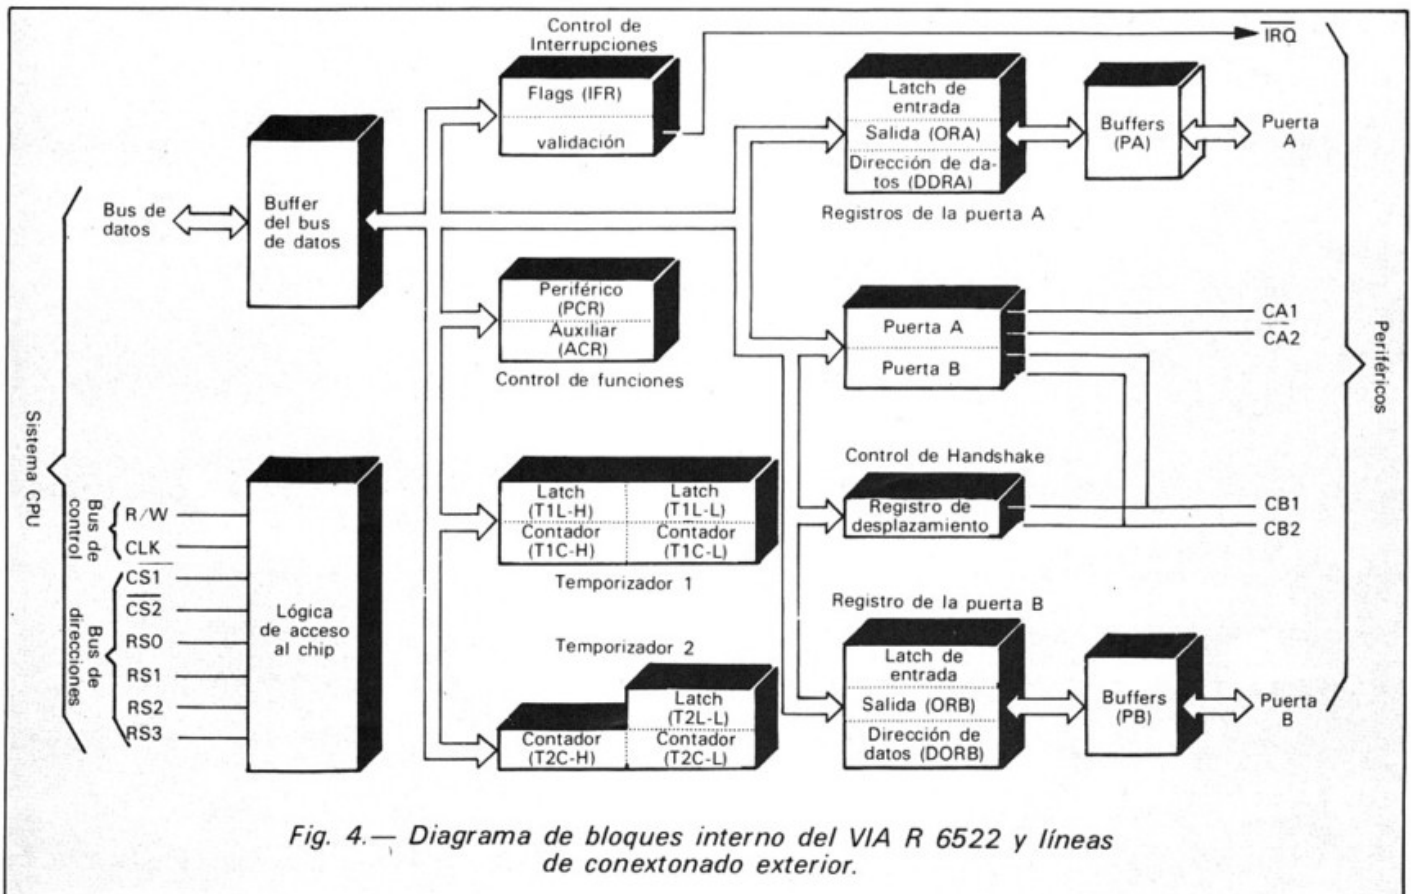 Control de
Interrupciones
IRQ
Flags (IFR)
validación
Latch de
entrada
Salida (ORA)
Dirección de da-
tos (DDRA)
Registros de la puerta A
Buffers
(PA)
Puerta
A
Bus de
datos
Buffer
del bus
de datos
Periférico
(PCR)
Auxiliar
(ACR)
Control de funciones
Puerta A
Puerta B
CA1
CA2
Control de Handshake
Registro de
desplazamiento
CB1
CB2
Periféricos
Sistema CPU
Bus de
control
R/W
CLK
Bus de
direcciones
CS1
CS2
RS0
RS1
RS2
RS3
Lógica
de acceso
al chip
Latch
(T1L-H)
Latch
(T1L-L)
Contador
(T1C-H)
Contador
(T1C-L)
Temporizador 1
Temporizador 2
Latch
(T2L-L)
Contador
(T2C-H)
Contador
(T2C-L)
Registro de la puerta B
Latch de
entrada
Salida (ORB)
Dirección de
datos (DORB)
Buffers
(PB)
Puerta
B
Fig. 4.— Diagrama de bloques interno del VIA R 6522 y líneas
de conextonado exterior.